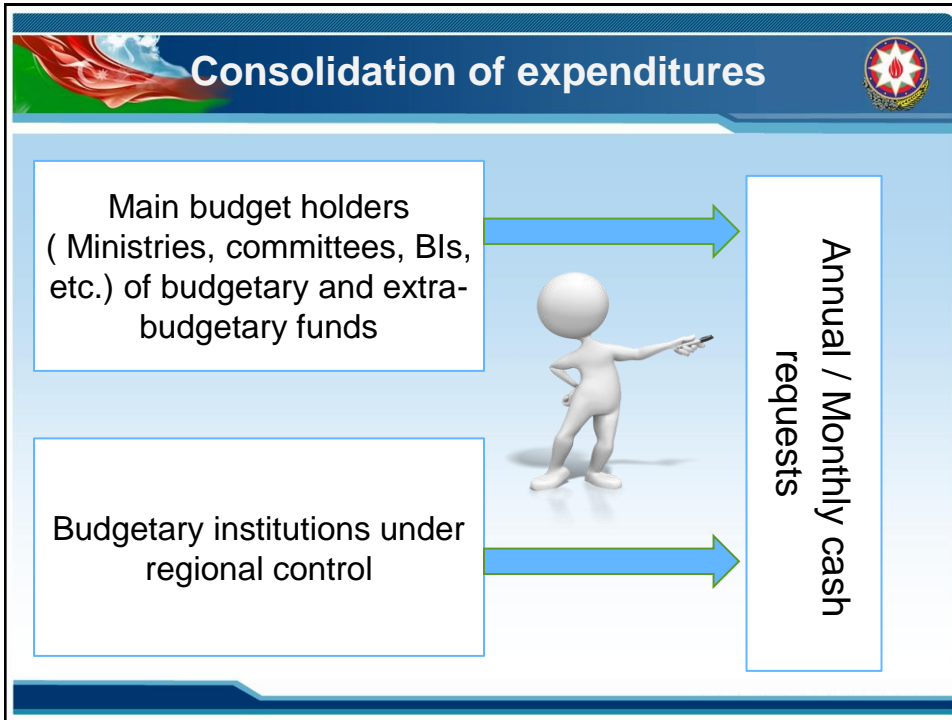 Consolidation of expenditures
Main budget holders
( Ministries, committees, BIs,
etc.) of budgetary and extra-
budgetary funds
Budgetary institutions under
regional control
Annual / Monthly cash
requests